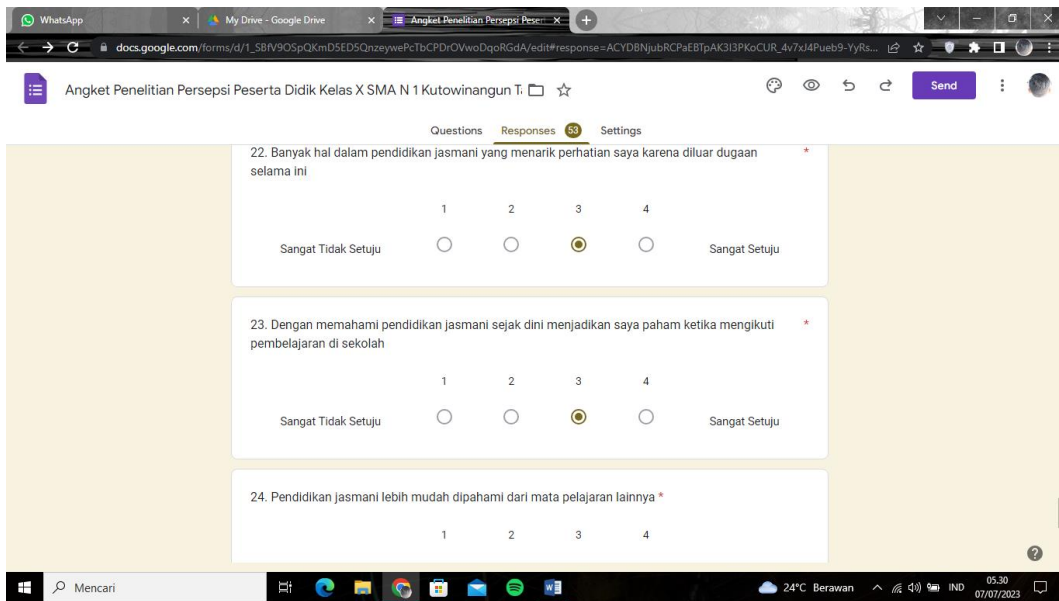 WhatsApp
My Drive - Google Drive
Angket Penelitian Persepsi Peser
docs.google.com/forms/d/1_SBfV9OSpQKmD5ED5QnzeywePcTbCPDrOVwoDqoRGdA/edit#response=ACYDBNjubRCPaEBTpAK3I3PKoCUR_4v7xJ4Pueb9-YyRs...
Angket Penelitian Persepsi Peserta Didik Kelas X SMA N 1 Kutowinangun T
Send
Questions Responses 53 Settings
22. Banyak hal dalam pendidikan jasmani yang menarik perhatian saya karena diluar dugaan *
selama ini
1 2 3 4
Sangat Tidak Setuju Sangat Setuju
23. Dengan memahami pendidikan jasmani sejak dini menjadikan saya paham ketika mengikuti *
pembelajaran di sekolah
1 2 3 4
Sangat Tidak Setuju Sangat Setuju
24. Pendidikan jasmani lebih mudah dipahami dari mata pelajaran lainnya *
1 2 3 4
Mencari
24°C Berawan
IND
05.30
07/07/2023